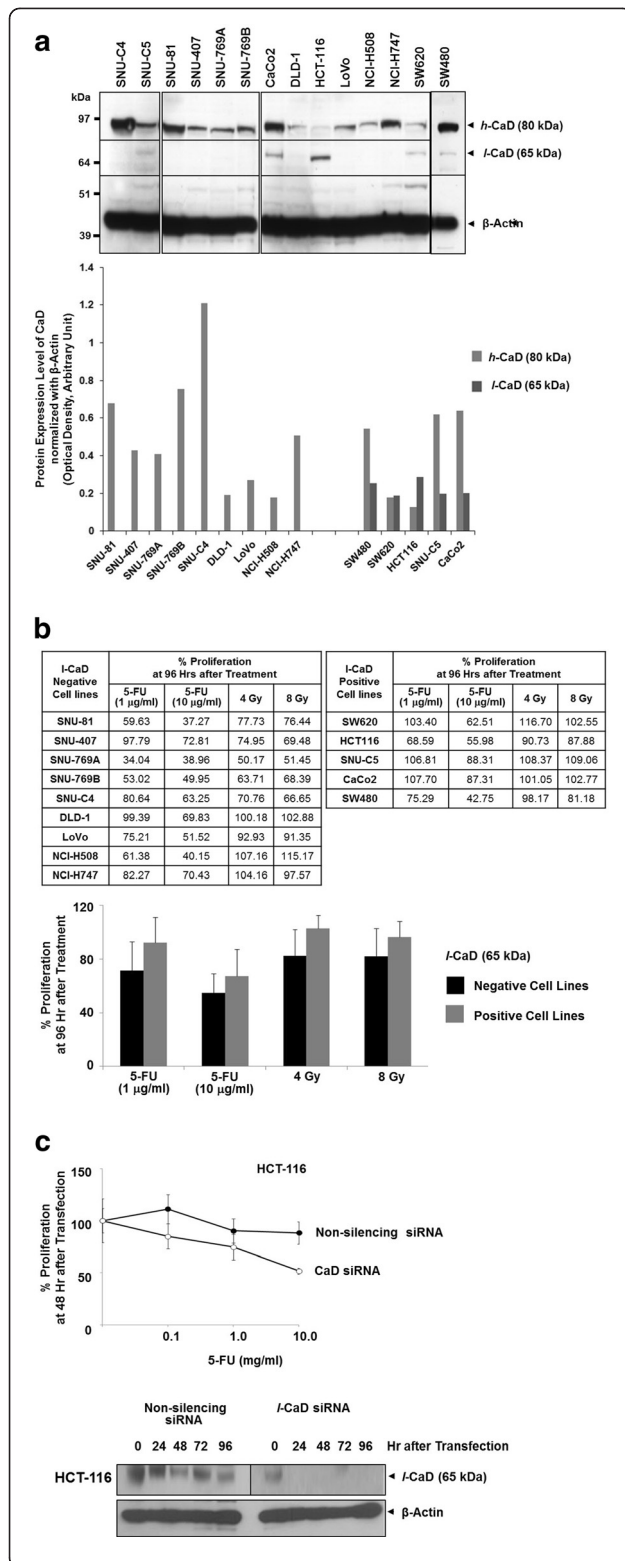 a
SNU-C4
SNU-C5
SNU-81
SNU-407
SNU-769A
SNU-769B
CaCo2
DLD-1
HCT-116
LoVo
NCI-H508
NCI-H747
SW620
SW480
kDa
97
64
51
39
h-CaD (80 kDa)
l-CaD (65 kDa)
β-Actin
Protein Expression Level of CaD
normalized with β-Actin
(Optical Density, Arbitrary Unit)
1.4
1.2
1
0.8
0.6
0.4
0.2
0
h-CaD (80 kDa)
l-CaD (65 kDa)
SNU-81
SNU-407
SNU-769A
SNU-769B
SNU-C4
DLD-1
LoVo
NCI-H508
NCI-H747
SW480
SW620
HCT116
SNU-C5
CaCo2
b
l-CaD Negative Cell lines % Proliferation at 96 Hrs after Treatment
5-FU (1 μg/ml) 5-FU (10 μg/ml) 4 Gy 8 Gy
SNU-81 59.63 37.27 77.73 76.44
SNU-407 97.79 72.81 74.95 69.48
SNU-769A 34.04 38.96 50.17 51.45
SNU-769B 53.02 49.95 63.71 68.39
SNU-C4 80.64 63.25 70.76 66.65
DLD-1 99.39 69.83 100.18 102.88
LoVo 75.21 51.52 92.93 91.35
NCI-H508 61.38 40.15 107.16 115.17
NCI-H747 82.27 70.43 104.16 97.57
l-CaD Positive Cell lines % Proliferation at 96 Hrs after Treatment
5-FU (1 μg/ml) 5-FU (10 μg/ml) 4 Gy 8 Gy
SW620 103.40 62.51 116.70 102.55
HCT116 68.59 55.98 90.73 87.88
SNU-C5 106.81 88.31 108.37 109.06
CaCo2 107.70 87.31 101.05 102.77
SW480 75.29 42.75 98.17 81.18
% Proliferation
at 96 Hr after Treatment
120
80
40
0
5-FU
(1 μg/ml)
5-FU
(10 μg/ml)
4 Gy
8 Gy
l-CaD (65 kDa)
Negative Cell Lines
Positive Cell Lines
c
HCT-116
% Proliferation
at 48 Hr after Transfection
150
100
50
0
Non-silencing siRNA
CaD siRNA
0.1 1.0 10.0
5-FU (mg/ml)
Non-silencing
siRNA
l-CaD siRNA
0 24 48 72 96 0 24 48 72 96 Hr after Transfection
HCT-116
l-CaD (65 kDa)
β-Actin